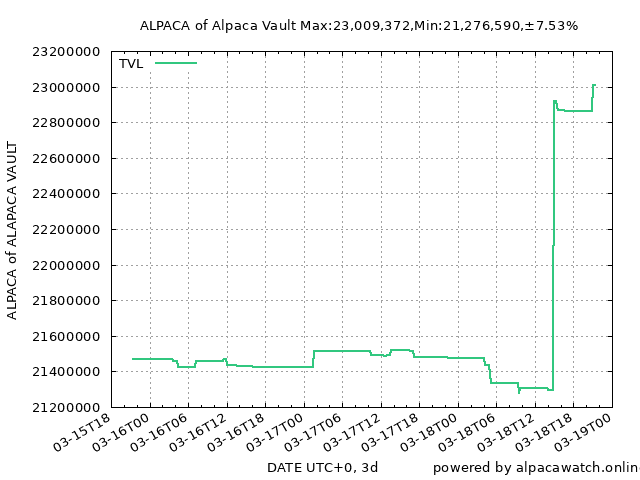 ALPACA of Alpaca Vault Max:23,009,372,Min:21,276,590,±7.53%
TVL
23200000
23000000
22800000
22600000
22400000
22200000
22000000
21800000
21600000
21400000
21200000
ALPACA of ALAPACA VAULT
03-15T18
03-16T00
03-16T06
03-16T12
03-16T18
03-17T00
03-17T06
03-17T12
03-17T18
03-18T00
03-18T06
03-18T12
03-18T18
03-19T00
DATE UTC+0, 3d
powered by alpacawatch.onlin